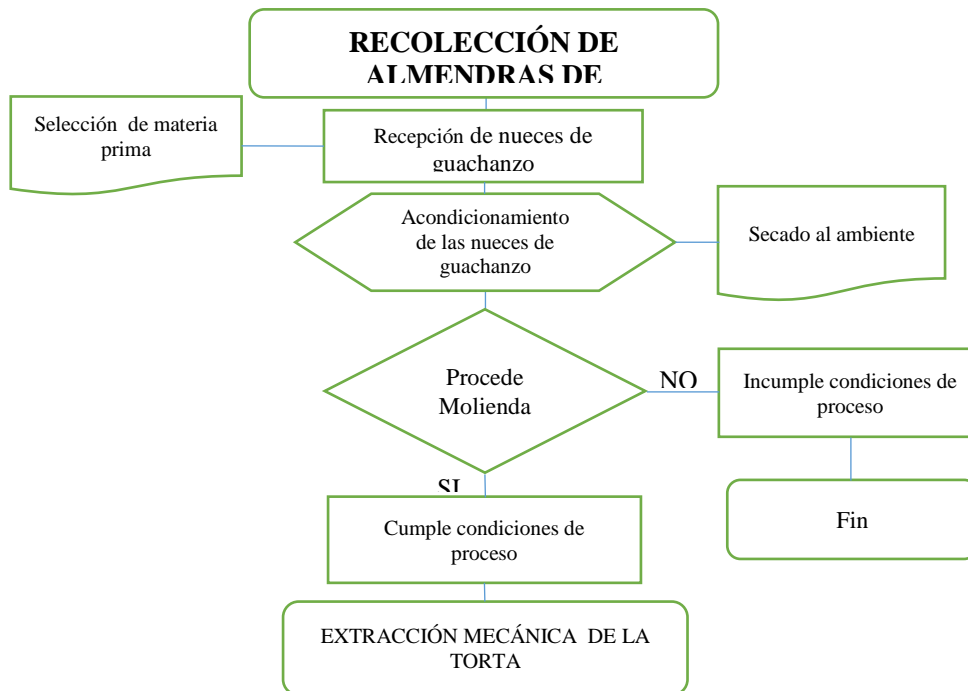 RECOLECCIÓN DE
ALMENDRAS DE
Selección de materia
prima
Recepción de nueces de
guachanzo
Acondicionamiento
de las nueces de
guachanzo
Secado al ambiente
Procede
Molienda
NO
Incumple condiciones de
proceso
SI
Cumple condiciones de
proceso
Fin
EXTRACCIÓN MECÁNICA DE LA
TORTA